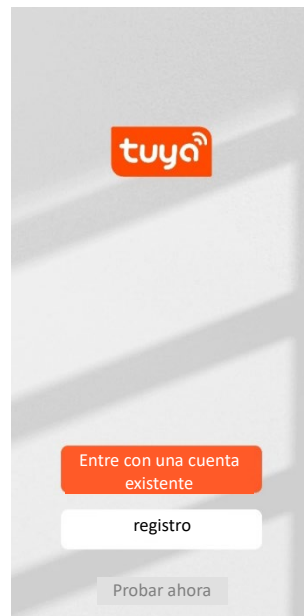 tuya
Entre con una cuenta
existente
registro
Probar ahora